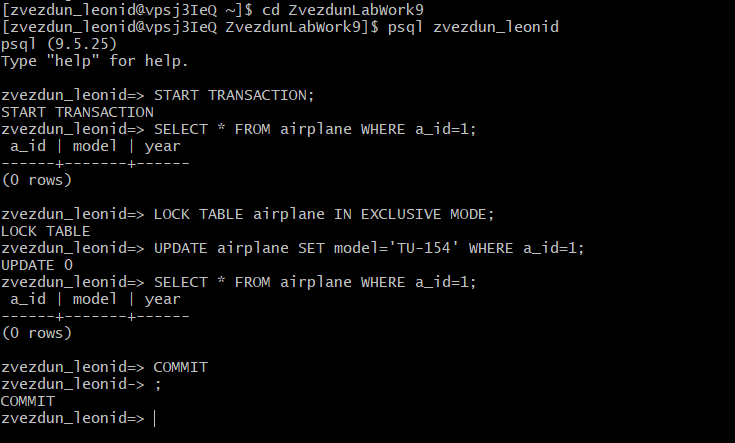 [zvezdun_leonid@vpsj3IeQ ~]$ cd ZvezdunLabWork9
[zvezdun_leonid@vpsj3IeQ ZvezdunLabWork9]$ psql zvezdun_leonid
psql (9.5.25)
Type "help" for help.
zvezdun_leonid=> START TRANSACTION;
START TRANSACTION
zvezdun_leonid=> SELECT * FROM airplane WHERE a_id=1;
 a_id | model | year
------+-------+------
(0 rows)
zvezdun_leonid=> LOCK TABLE airplane IN EXCLUSIVE MODE;
LOCK TABLE
zvezdun_leonid=> UPDATE airplane SET model='TU-154' WHERE a_id=1;
UPDATE 0
zvezdun_leonid=> SELECT * FROM airplane WHERE a_id=1;
 a_id | model | year
------+-------+------
(0 rows)
zvezdun_leonid=> COMMIT
zvezdun_leonid-> ;
COMMIT
zvezdun_leonid=>